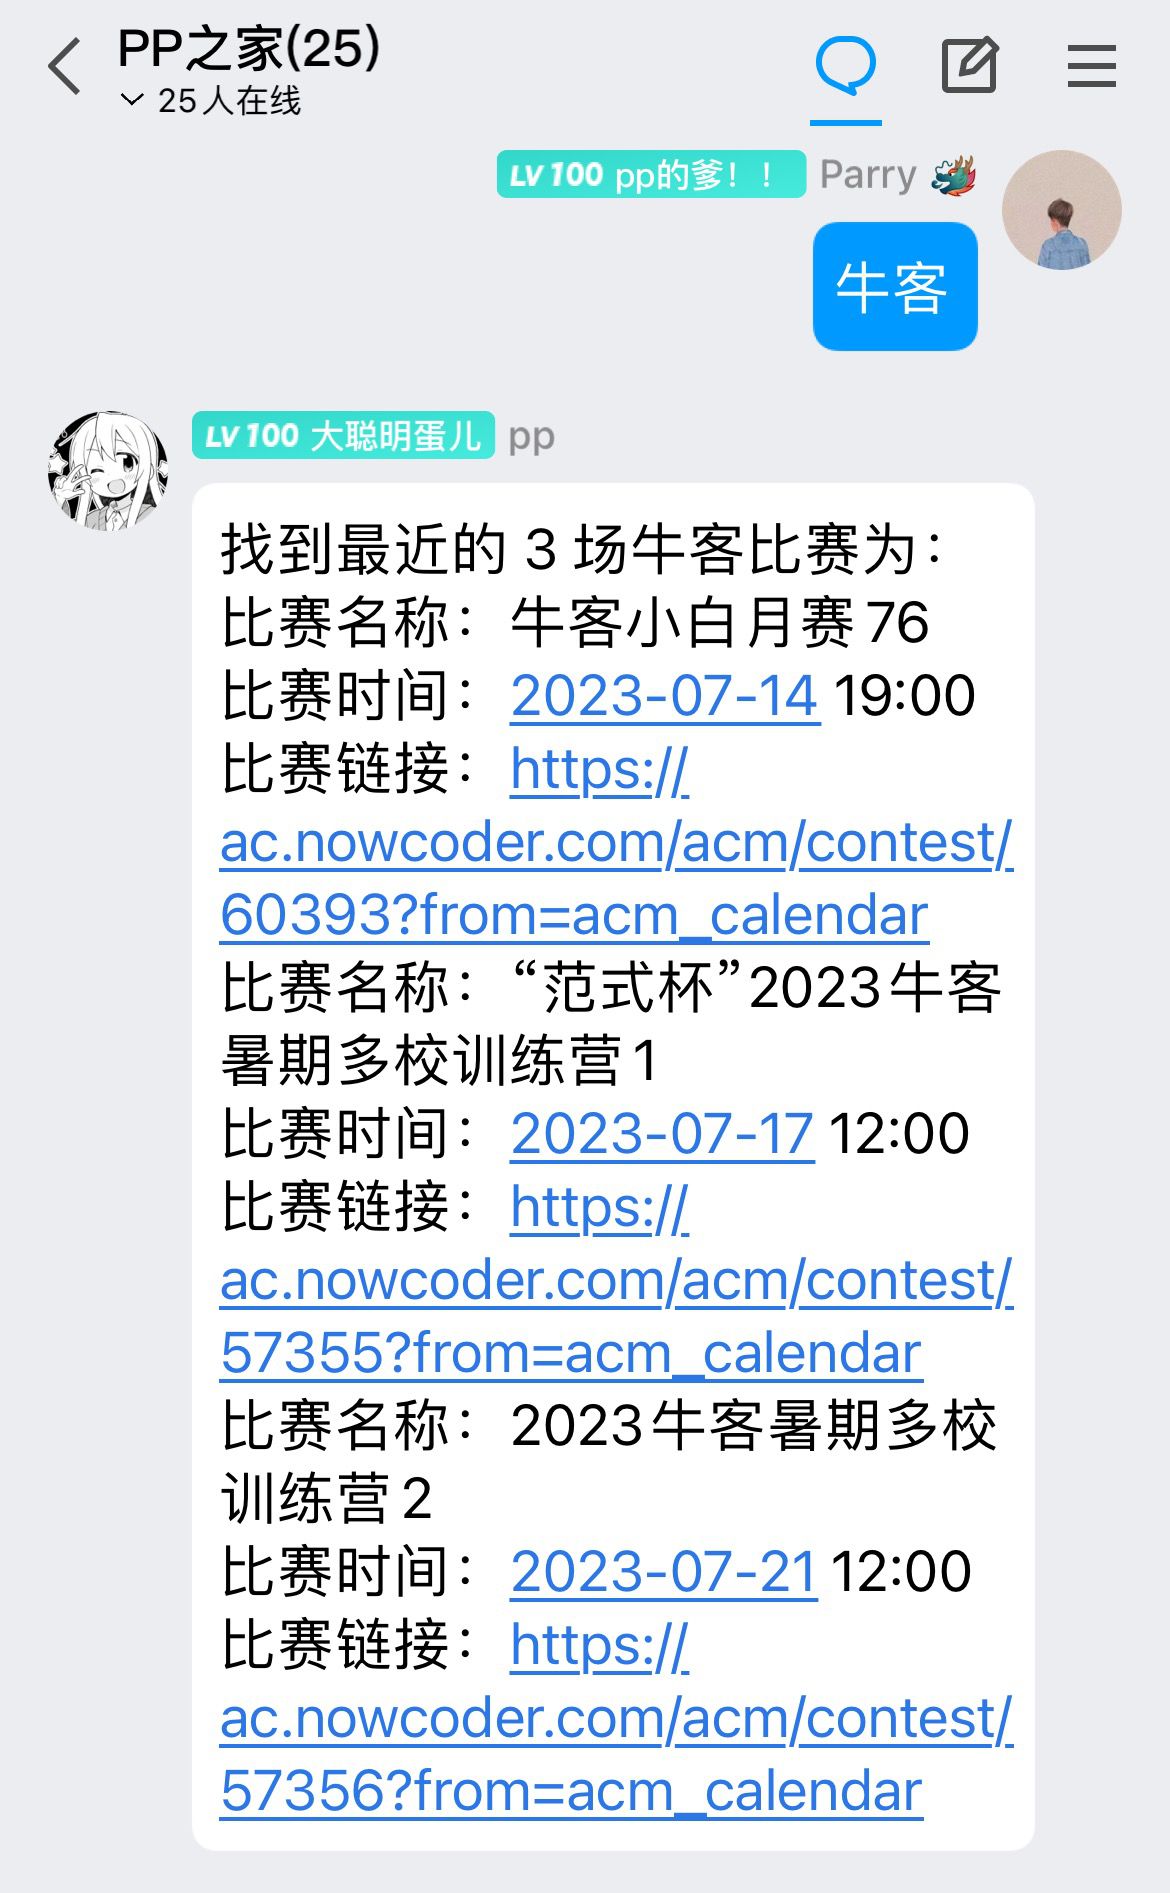 PP之家(25)
25人在线
LV 100 pp的爹！！ Parry
牛客
LV 100 大聪明蛋儿 pp
找到最近的 3 场牛客比赛为：
比赛名称：牛客小白月赛76
比赛时间：2023-07-14 19:00
比赛链接：https://
ac.nowcoder.com/acm/contest/
60393?from=acm_calendar
比赛名称：“范式杯”2023牛客
暑期多校训练营1
比赛时间：2023-07-17 12:00
比赛链接：https://
ac.nowcoder.com/acm/contest/
57355?from=acm_calendar
比赛名称：2023牛客暑期多校
训练营2
比赛时间：2023-07-21 12:00
比赛链接：https://
ac.nowcoder.com/acm/contest/
57356?from=acm_calendar